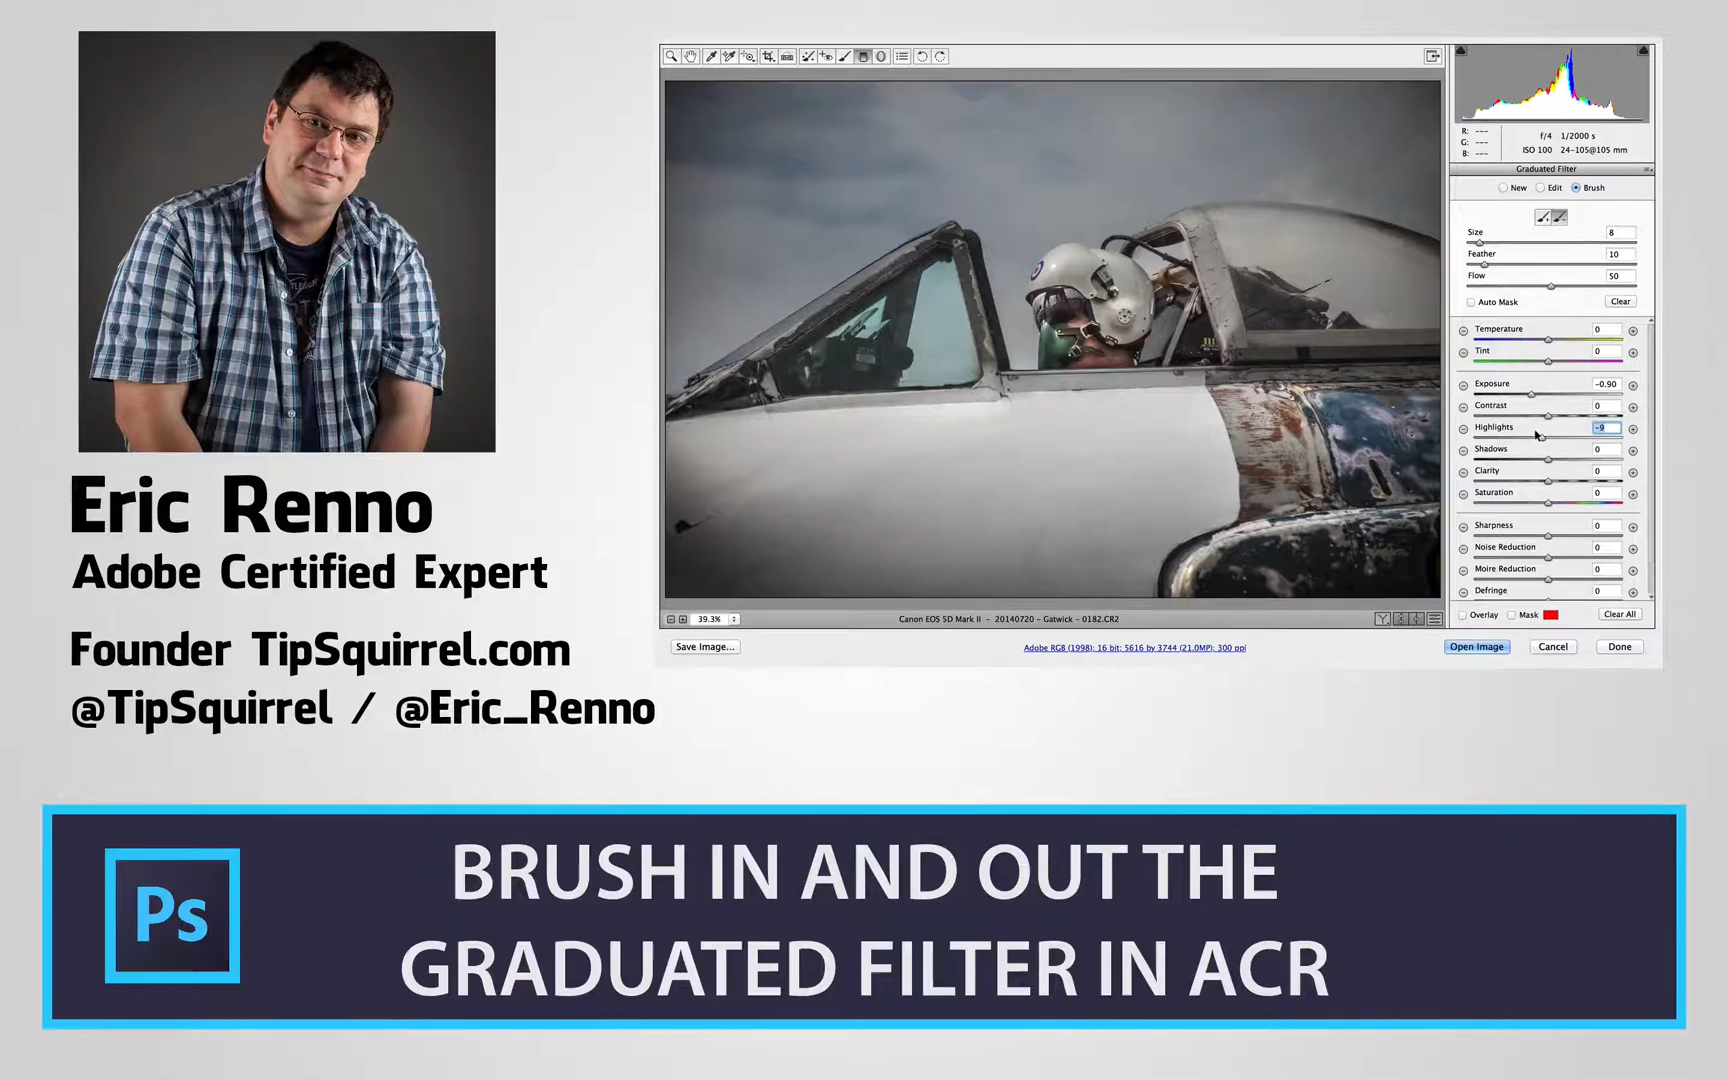 Eric Renno
Adobe Certified Expert
Founder TipSquirrel.com
@TipSquirrel / @Eric_Renno
R: ---
G: ---
B: ---
f/4 1/2000 s
ISO 100 24-105@105 mm
Graduated Filter
New Edit Brush
Size 8
Feather 10
Flow 50
Auto Mask Clear
Temperature 0
Tint 0
Exposure -0.90
Contrast 0
Highlights -9
Shadows 0
Clarity 0
Saturation 0
Sharpness 0
Noise Reduction 0
Moire Reduction 0
Defringe 0
Overlay Mask Clear All
39.3% Canon EOS 5D Mark II - 20140720 - Gatwick - 0182.CR2
Save Image... Adobe RGB (1998); 16 bit; 5616 by 3744 (21.0MP); 300 ppi Open Image Cancel Done
Ps
BRUSH IN AND OUT THE
GRADUATED FILTER IN ACR